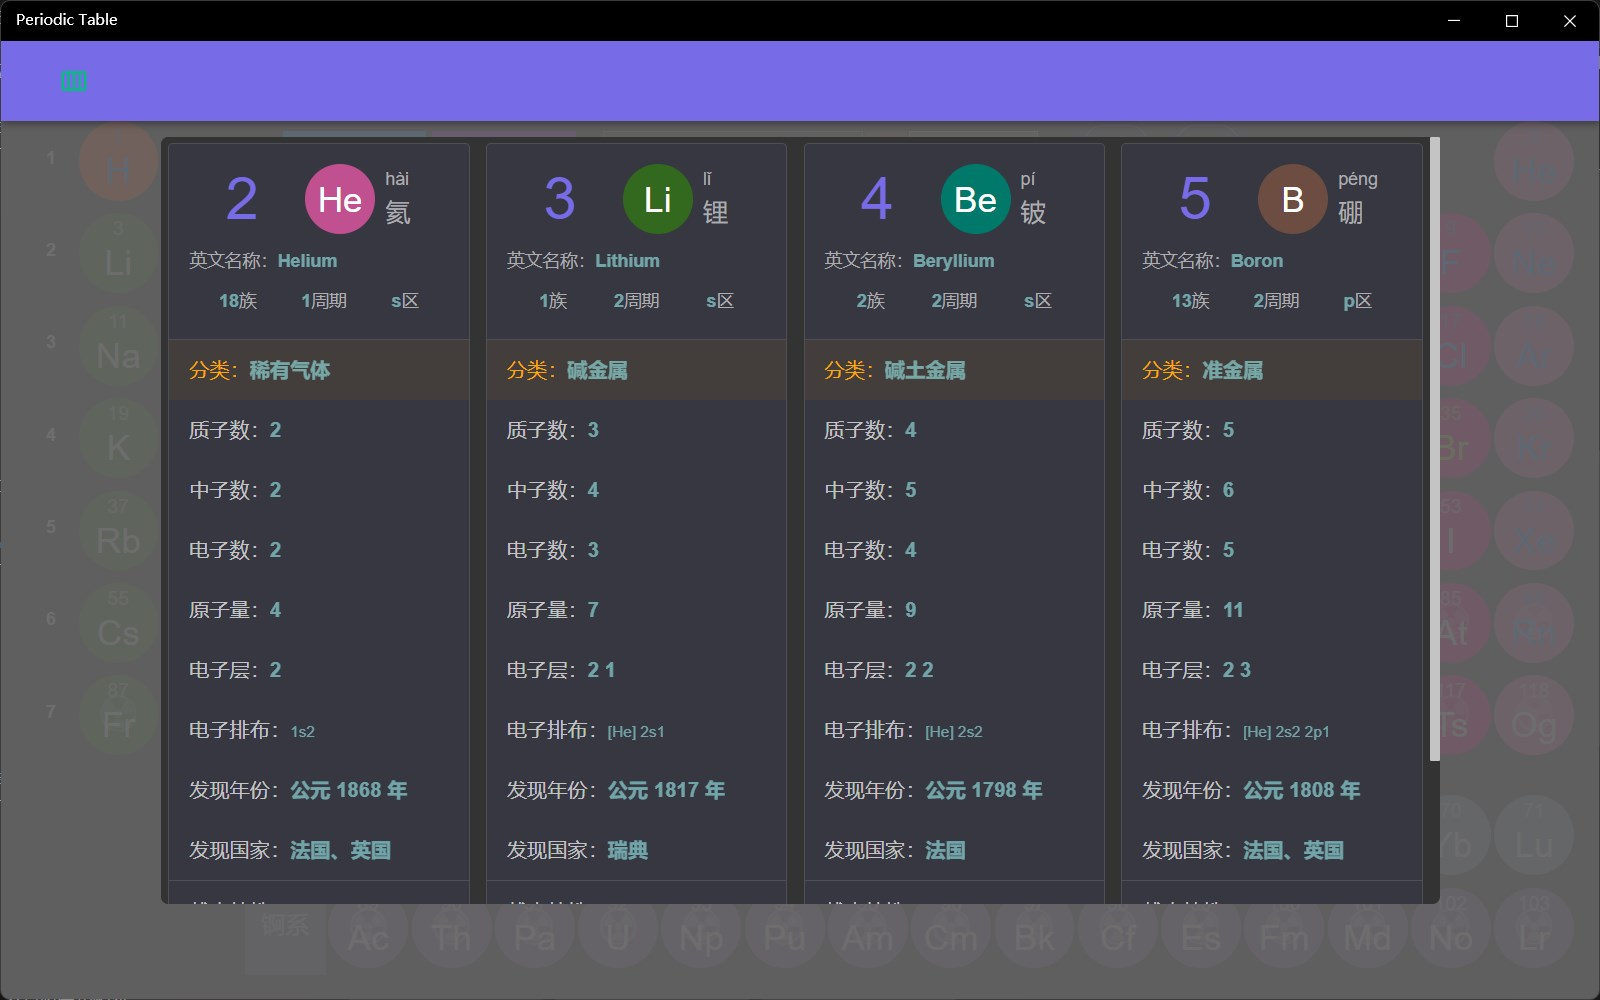 Periodic Table
2 He hài 氦
英文名称：Helium
18族 1周期 s区
分类：稀有气体
质子数：2
中子数：2
电子数：2
原子量：4
电子层：2
电子排布：1s2
发现年份：公元 1868 年
发现国家：法国、英国
3 Li lǐ 锂
英文名称：Lithium
1族 2周期 s区
分类：碱金属
质子数：3
中子数：4
电子数：3
原子量：7
电子层：2 1
电子排布：[He] 2s1
发现年份：公元 1817 年
发现国家：瑞典
4 Be pí 铍
英文名称：Beryllium
2族 2周期 s区
分类：碱土金属
质子数：4
中子数：5
电子数：4
原子量：9
电子层：2 2
电子排布：[He] 2s2
发现年份：公元 1798 年
发现国家：法国
5 B péng 硼
英文名称：Boron
13族 2周期 p区
分类：准金属
质子数：5
中子数：6
电子数：5
原子量：11
电子层：2 3
电子排布：[He] 2s2 2p1
发现年份：公元 1808 年
发现国家：法国、英国
1 H He
2 3 Li F Ne
3 11 Na Cl Ar
4 19 K 35 Br Kr
5 37 Rb 53 I Xe
6 55 Cs 85 At Rn
7 87 Fr 117 Ts 118 Og
70 Yb 71 Lu
锕系 Ac Th Pa U Np Pu Am Cm Bk Cf Es Fm Md 102 No 103 Lr